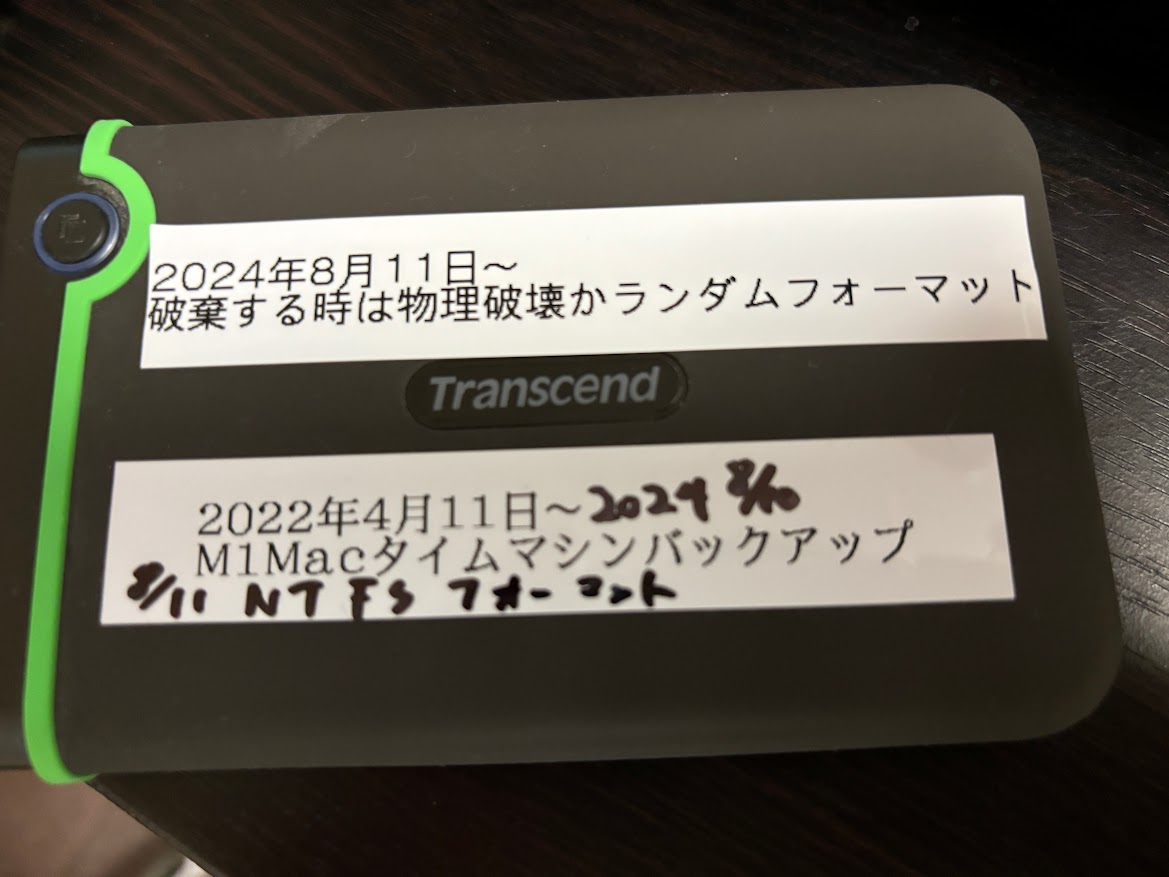 2024年8月11日～
破棄する時は物理破壊かランダムフォーマット
Transcend
2022年4月11日～2024 8/10
M1Macタイムマシンバックアップ
8/11 NTFS フォーマット